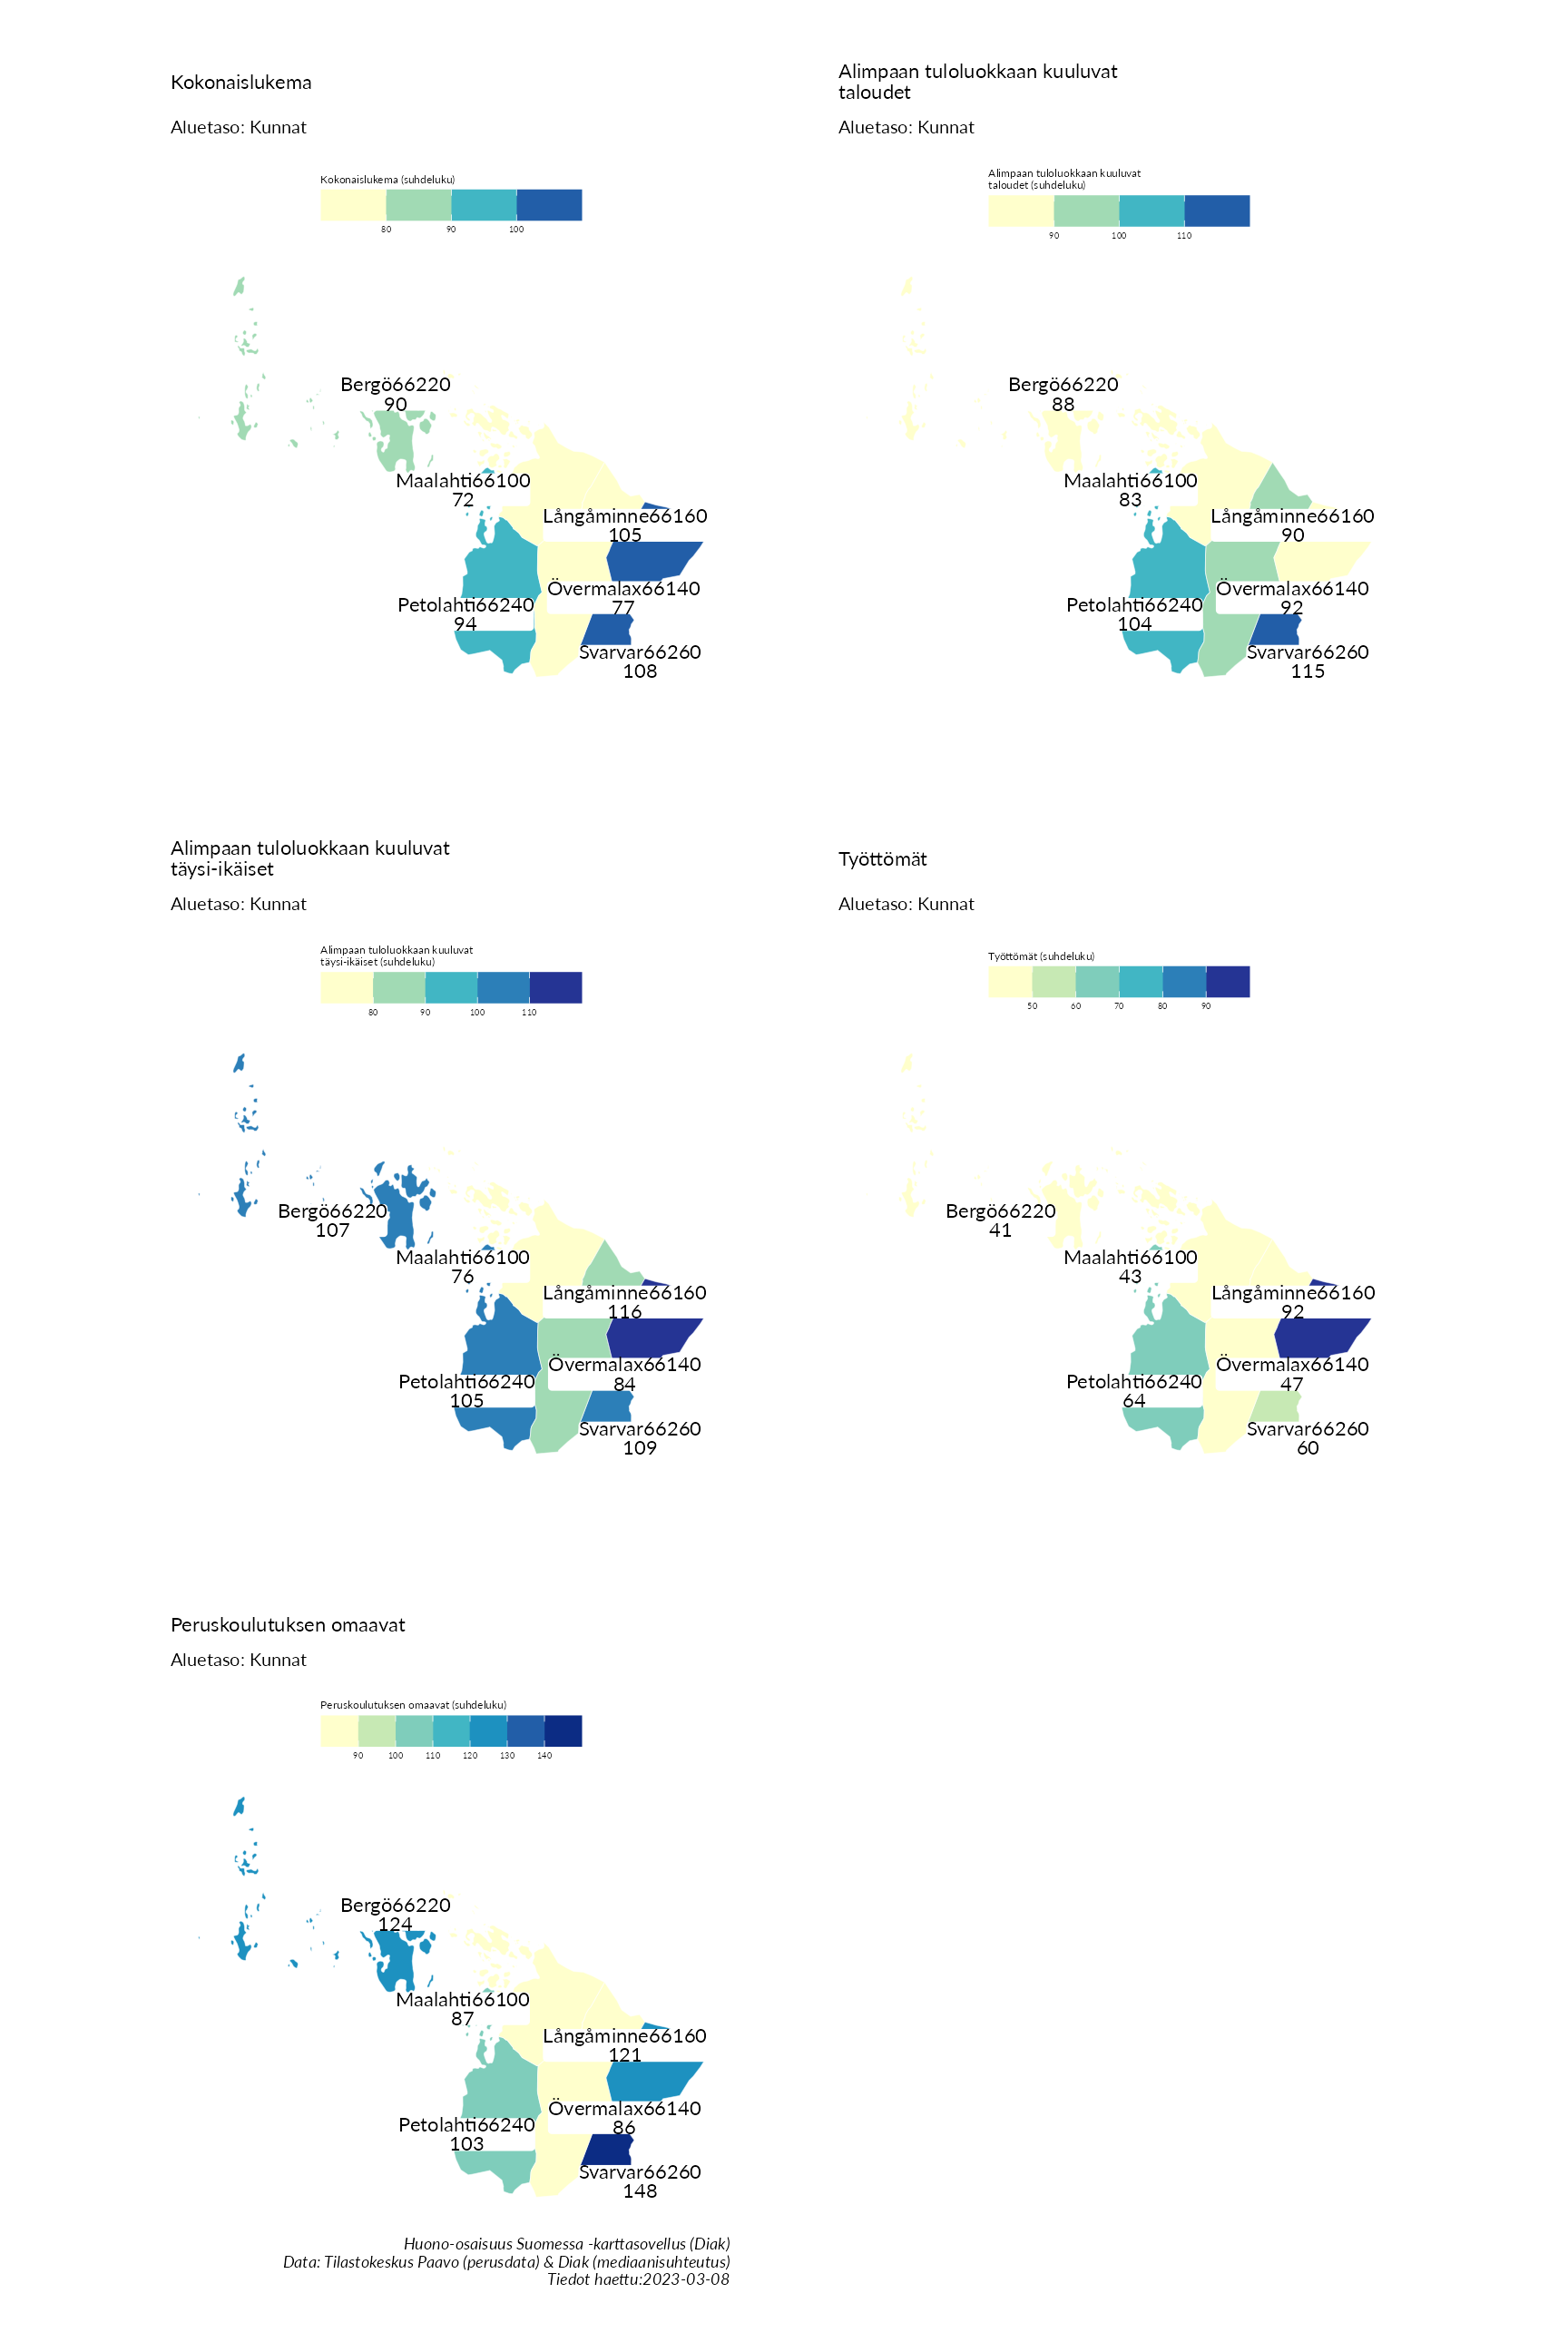 Kokonaislukema
Aluetaso: Kunnat
Kokonaislukema (suhdeluku)
80 90 100
Bergö66220
90
Maalahti66100
72
Långåminne66160
105
Övermalax66140
77
Petolahti66240
94
Svarvar66260
108
Alimpaan tuloluokkaan kuuluvat
taloudet
Aluetaso: Kunnat
Alimpaan tuloluokkaan kuuluvat
taloudet (suhdeluku)
90 100 110
Bergö66220
88
Maalahti66100
83
Långåminne66160
90
Övermalax66140
92
Petolahti66240
104
Svarvar66260
115
Alimpaan tuloluokkaan kuuluvat
täysi-ikäiset
Aluetaso: Kunnat
Alimpaan tuloluokkaan kuuluvat
täysi-ikäiset (suhdeluku)
80 90 100 110
Bergö66220
107
Maalahti66100
76
Långåminne66160
116
Övermalax66140
84
Petolahti66240
105
Svarvar66260
109
Työttömät
Aluetaso: Kunnat
Työttömät (suhdeluku)
50 60 70 80 90
Bergö66220
41
Maalahti66100
43
Långåminne66160
92
Övermalax66140
47
Petolahti66240
64
Svarvar66260
60
Peruskoulutuksen omaavat
Aluetaso: Kunnat
Peruskoulutuksen omaavat (suhdeluku)
90 100 110 120 130 140
Bergö66220
124
Maalahti66100
87
Långåminne66160
121
Övermalax66140
86
Petolahti66240
103
Svarvar66260
148
Huono-osaisuus Suomessa -karttasovellus (Diak)
Data: Tilastokeskus Paavo (perusdata) & Diak (mediaanisuhteutus)
Tiedot haettu:2023-03-08